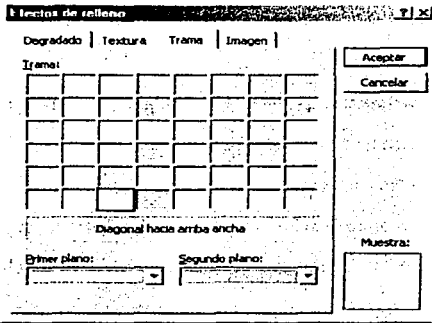 Efectos de relleno
Degradado Textura Trama Imagen
Aceptar
Trama:
Cancelar
Diagonal hacia arriba ancha
Muestra:
Primer plano: Segundo plano: